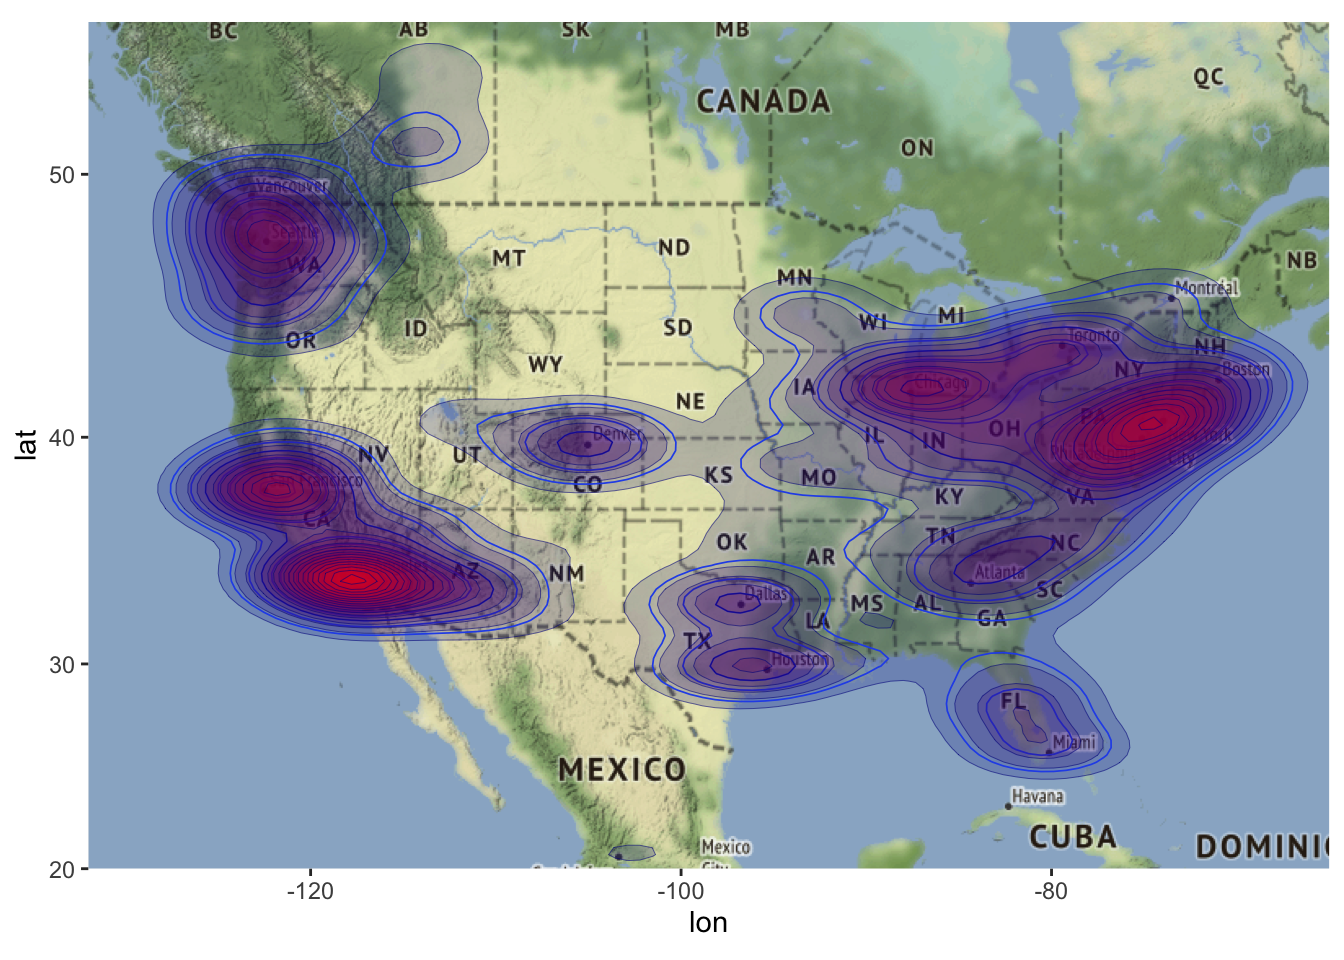 BC
AB
SK
MB
CANADA
QC
ON
50
Vancouver
Seattle
WA
MT
ND
MN
NB
Montréal
OR
ID
SD
WI
MI
Toronto
NH
WY
NY
Boston
IA
Chicago
NE
PA
40
lat
NV
UT
Denver
IL
IN
OH
New York
City
Philadelphia
San Francisco
CO
KS
MO
KY
VA
CA
OK
TN
NC
AZ
NM
AR
Atlanta
SC
Dallas
MS
AL
GA
LA
TX
30
Houston
FL
Miami
MEXICO
Havana
CUBA
DOMINIC
Mexico
City
20
-120
-100
-80
lon